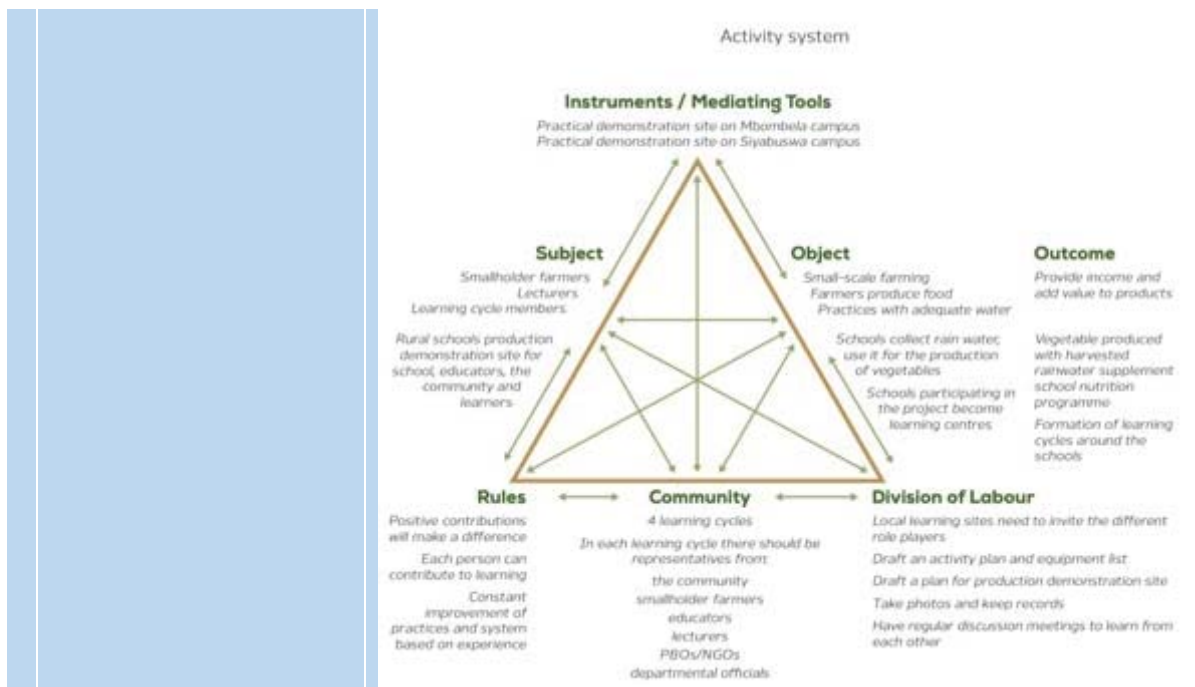 Activity system
Instruments / Mediating Tools
Practical demonstration site on Mbombela campus
Practical demonstration site on Siyabuswa campus
Subject
Smallholder farmers
Lecturers
Learning cycle members
Rural schools production
demonstration site for
school, educators, the
community and
learners
Object
Small-scale farming
Farmers produce food
Practices with adequate water
Schools collect rain water,
use it for the production
of vegetables
Schools participating in
the project become
learning centres
Outcome
Provide income and
add value to products
Vegetable produced
with harvested
rainwater supplement
school nutrition
programme
Formation of learning
cycles around the
schools
Rules
Positive contributions
will make a difference
Each person can
contribute to learning
Constant
improvement of
practices and system
based on experience
Community
4 learning cycles
In each learning cycle there should be
representatives from:
the community
smallholder farmers
educators
lecturers
PBOs/NGOs
departmental officials
Division of Labour
Local learning sites need to invite the different
role players
Draft an activity plan and equipment list
Draft a plan for production demonstration site
Take photos and keep records
Have regular discussion meetings to learn from
each other